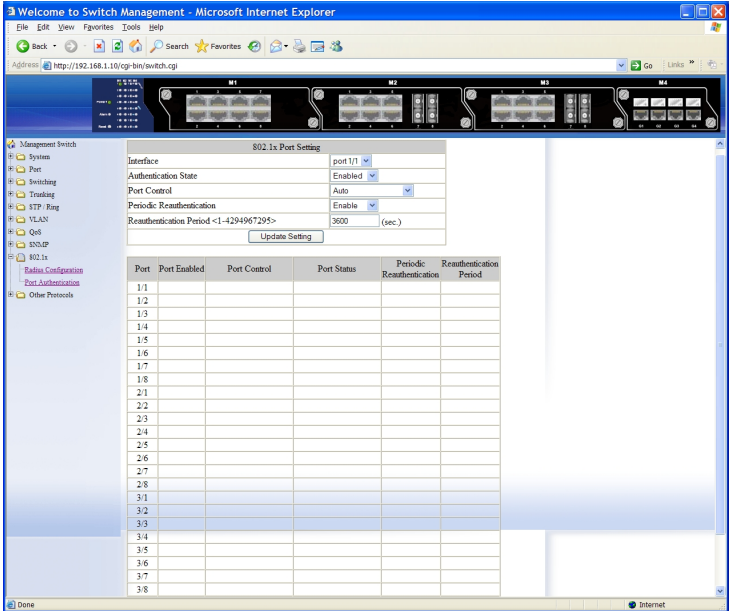 Welcome to Switch Management - Microsoft Internet Explorer
File Edit View Favorites Tools Help
Back Search Favorites
Address http://192.168.1.10/cgi-bin/switch.cgi Go Links »
M1 M2 M3 M4
Management Switch
System
Port
Switching
Trunking
STP / Ring
VLAN
QoS
SNMP
802.1x
Radius Configuration
Port Authentication
Other Protocols
802.1x Port Setting
Interface port 1/1
Authentication State Enabled
Port Control Auto
Periodic Reauthentication Enable
Reauthentication Period <1-4294967295> 3600 (sec.)
Update Setting
Port Port Enabled Port Control Port Status Periodic Reauthentication Reauthentication Period
1/1
1/2
1/3
1/4
1/5
1/6
1/7
1/8
2/1
2/2
2/3
2/4
2/5
2/6
2/7
2/8
3/1
3/2
3/3
3/4
3/5
3/6
3/7
3/8
Done Internet